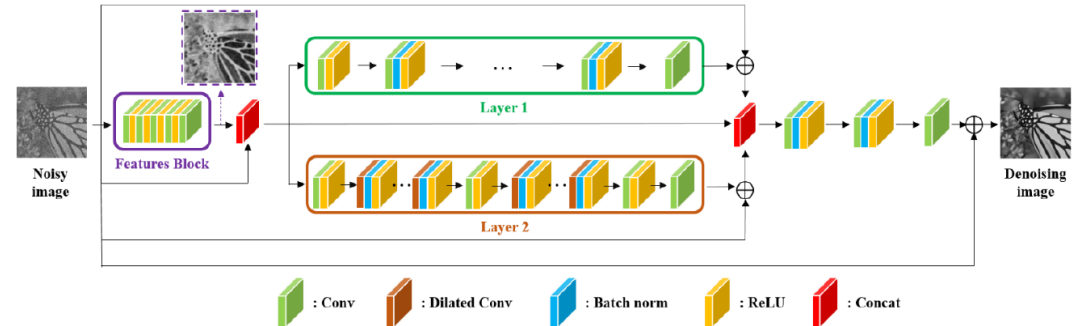 Layer 1
Features Block
Noisy
image
Denoising
image
Layer 2
: Conv
: Dilated Conv
: Batch norm
: ReLU
: Concat